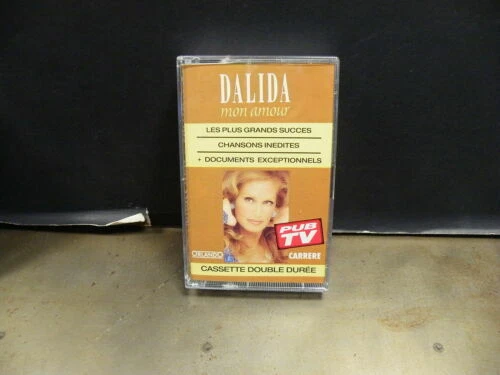 DALIDA
mon amour
LES PLUS GRANDS SUCCES
CHANSONS INEDITES
+ DOCUMENTS EXCEPTIONNELS
PUB
TV
ORLANDO
CARRERE
CASSETTE DOUBLE DURÉE